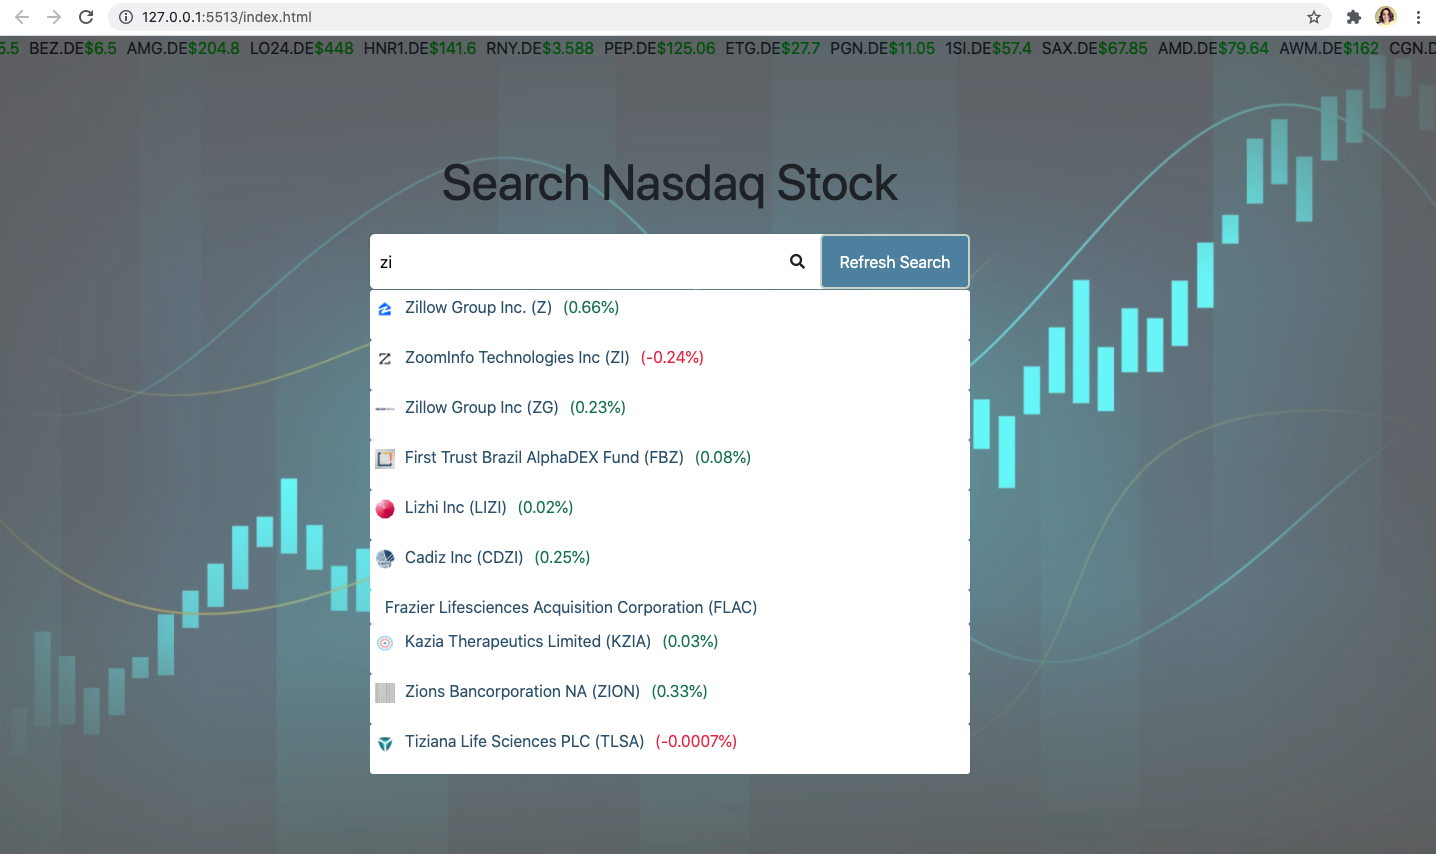 127.0.0.1:5513/index.html
5.5 BEZ.DE$6.5 AMG.DE$204.8 LO24.DE$448 HNR1.DE$141.6 RNY.DE$3.588 PEP.DE$125.06 ETG.DE$27.7 PGN.DE$11.05 1SI.DE$57.4 SAX.DE$67.85 AMD.DE$79.64 AWM.DE$162 CGN.D
Search Nasdaq Stock
zi Refresh Search
Zillow Group Inc. (Z) (0.66%)
ZoomInfo Technologies Inc (ZI) (-0.24%)
Zillow Group Inc (ZG) (0.23%)
First Trust Brazil AlphaDEX Fund (FBZ) (0.08%)
Lizhi Inc (LIZI) (0.02%)
Cadiz Inc (CDZI) (0.25%)
Frazier Lifesciences Acquisition Corporation (FLAC)
Kazia Therapeutics Limited (KZIA) (0.03%)
Zions Bancorporation NA (ZION) (0.33%)
Tiziana Life Sciences PLC (TLSA) (-0.0007%)